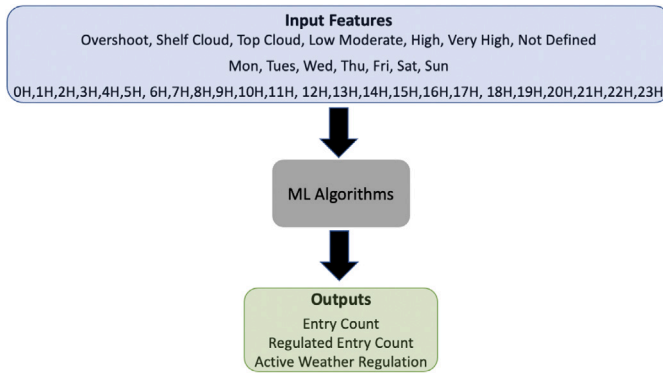 Input Features
Overshoot, Shelf Cloud, Top Cloud, Low Moderate, High, Very High, Not Defined
Mon, Tues, Wed, Thu, Fri, Sat, Sun
0H,1H,2H,3H,4H,5H, 6H,7H,8H,9H,10H,11H, 12H,13H,14H,15H,16H,17H, 18H,19H,20H,21H,22H,23H
ML Algorithms
Outputs
Entry Count
Regulated Entry Count
Active Weather Regulation